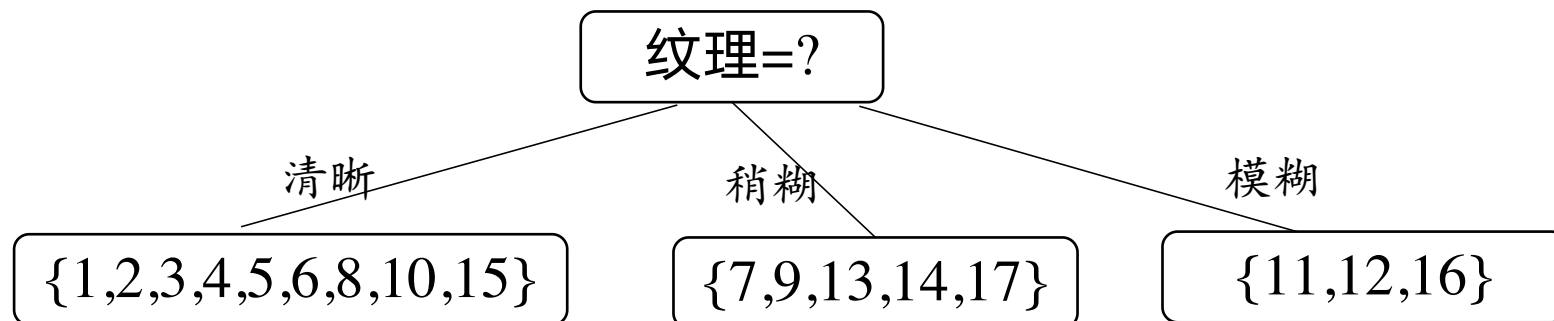 纹理=?
清晰
稍糊
模糊
{1,2,3,4,5,6,8,10,15}
{7,9,13,14,17}
{11,12,16}